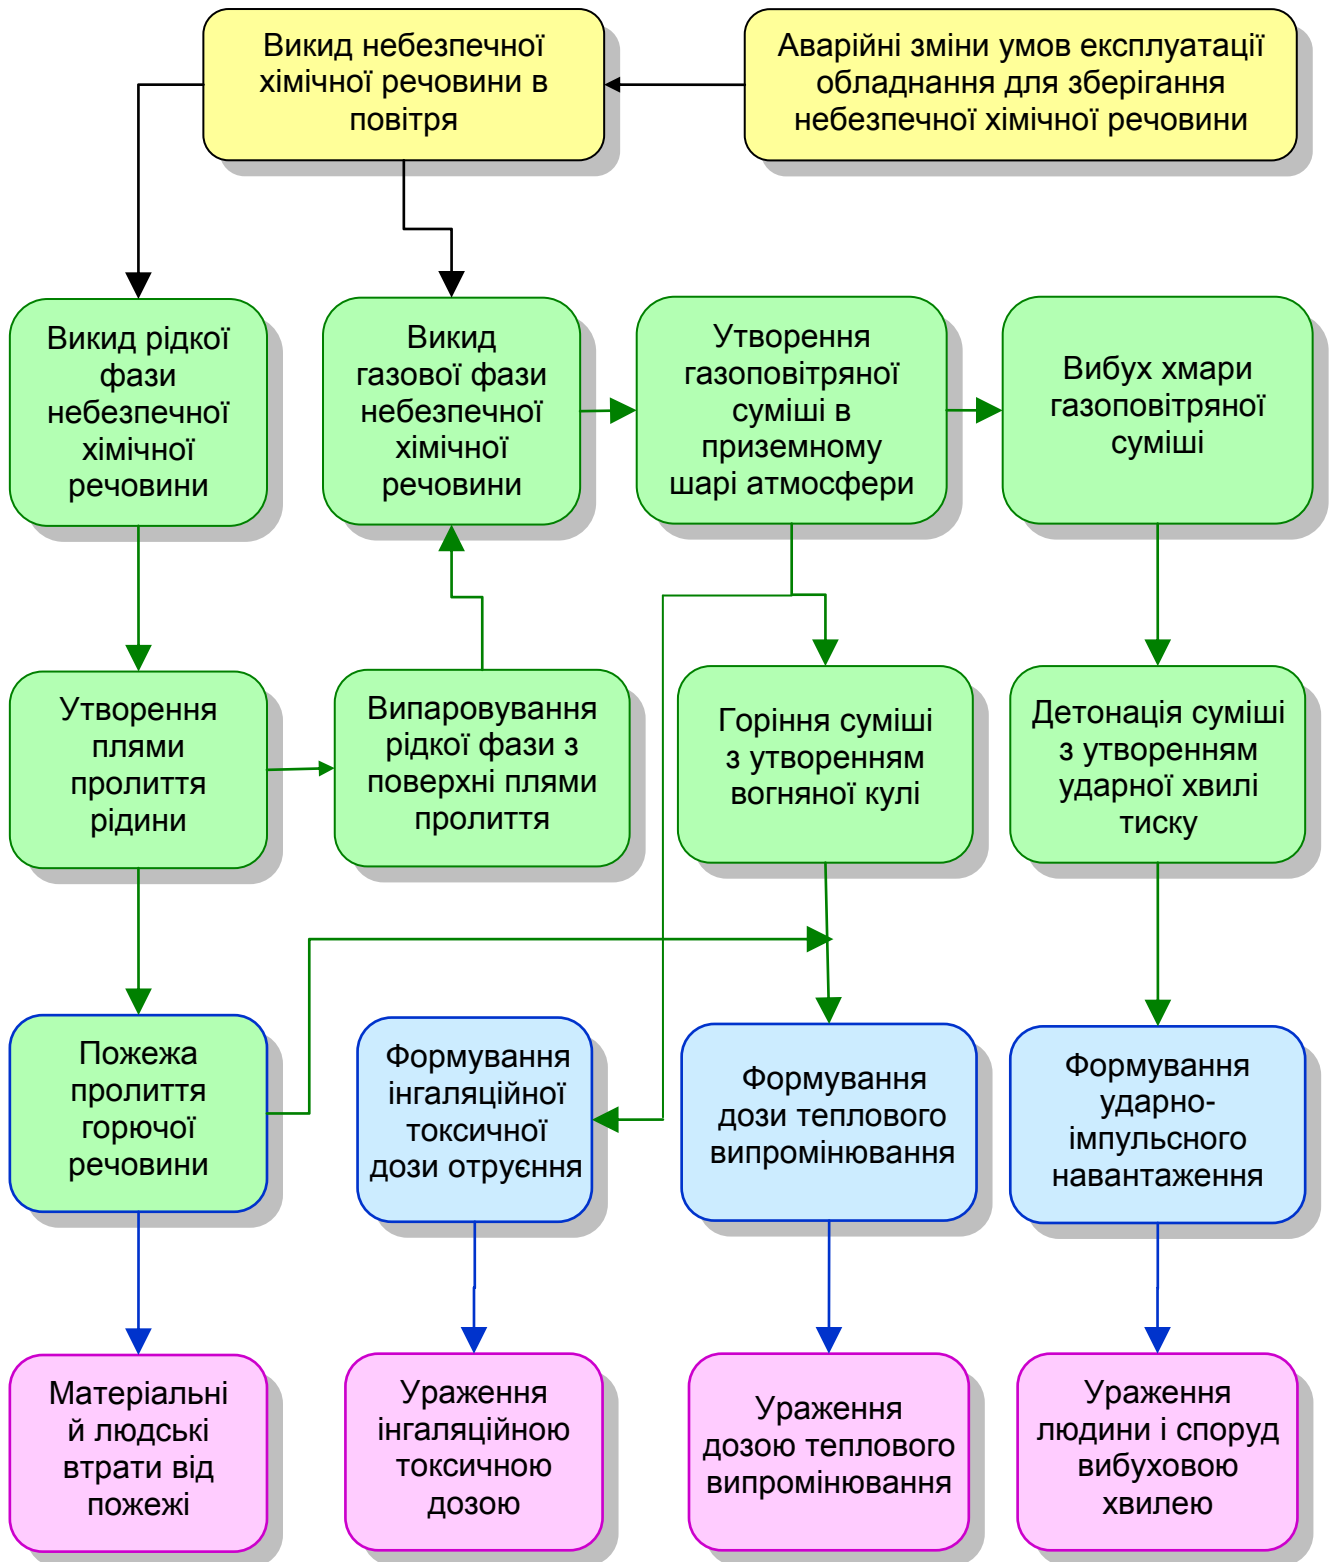 Викид небезпечної
хімічної речовини в
повітря
Аварійні зміни умов експлуатації
обладнання для зберігання
небезпечної хімічної речовини
Викид рідкої
фази
небезпечної
хімічної
речовини
Викид
газової фази
небезпечної
хімічної
речовини
Утворення
газоповітряної
суміші в
приземному
шарі атмосфери
Вибух хмари
газоповітряної
суміші
Утворення
плями
пролиття
рідини
Випаровування
рідкої фази з
поверхні плями
пролиття
Горіння суміші
з утворенням
вогняної кулі
Детонація суміші
з утворенням
ударної хвилі
тиску
Пожежа
пролиття
горючої
речовини
Формування
інгаляційної
токсичної
дози отруєння
Формування
дози теплового
випромінювання
Формування
ударно-
імпульсного
навантаження
Матеріальні
й людські
втрати від
пожежі
Ураження
інгаляційною
токсичною
дозою
Ураження
дозою теплового
випромінювання
Ураження
людини і споруд
вибуховою
хвилею